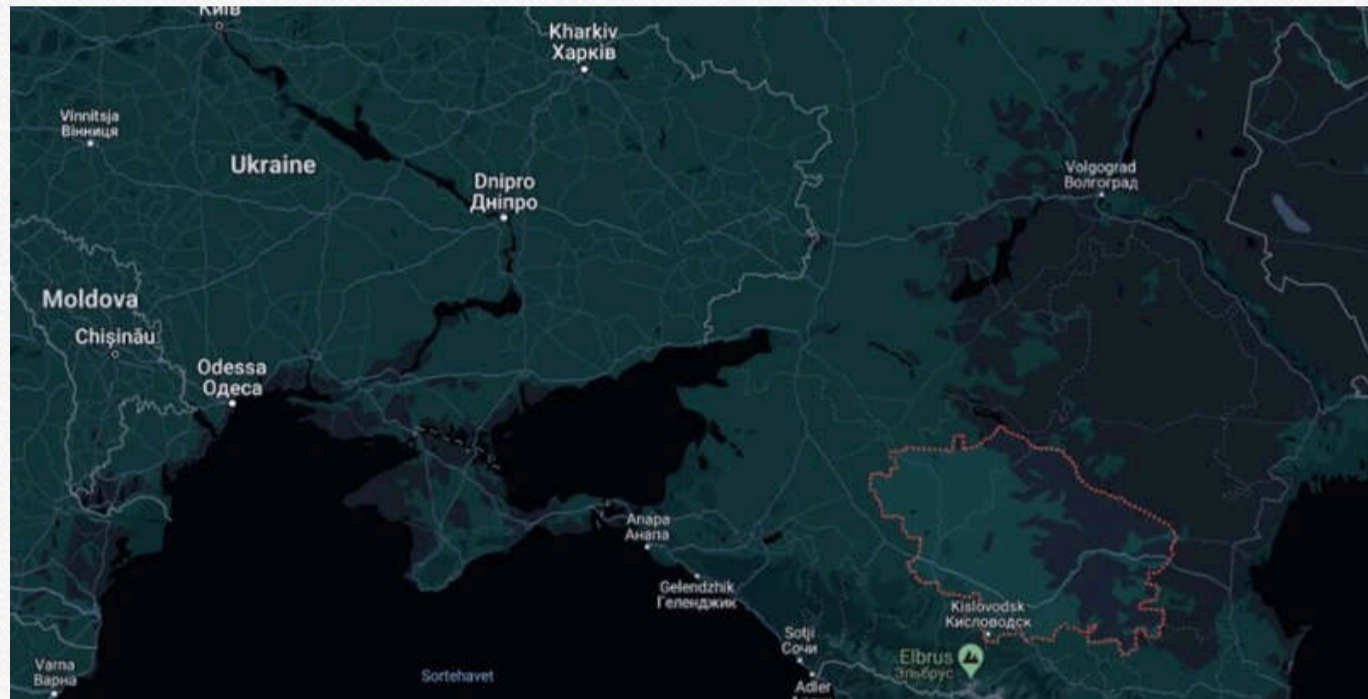 Київ
Kharkiv
Харків
Vinnitsja
Вінниця
Ukraine
Volgograd
Волгоград
Dnipro
Дніпро
Moldova
Chișinău
Odessa
Одеса
Anapa
Анапа
Gelendzhik
Геленджик
Kislovodsk
Кисловодск
Sotji
Сочи
Elbrus
Эльбрус
Varna
Варна
Sortehavet
Adler